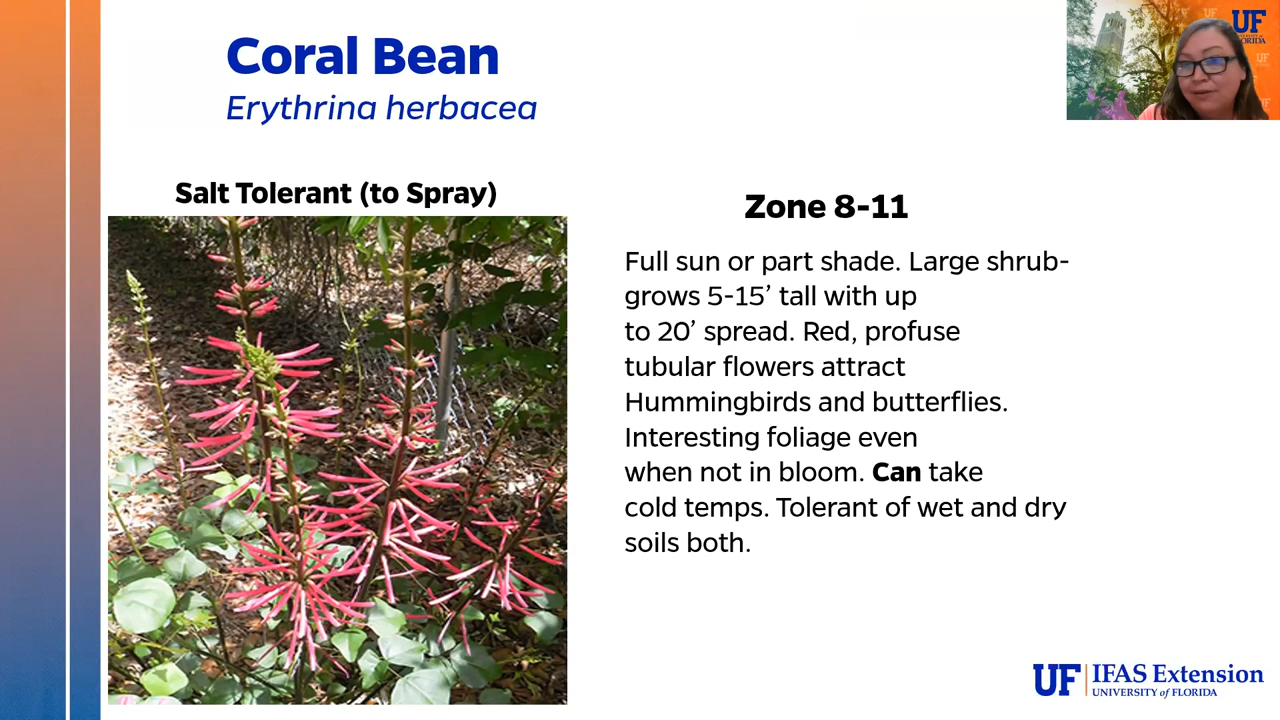 Coral Bean
Erythrina herbacea
UF
Salt Tolerant (to Spray)
Zone 8-11
Full sun or part shade. Large shrub-
grows 5-15’ tall with up
to 20’ spread. Red, profuse
tubular flowers attract
Hummingbirds and butterflies.
Interesting foliage even
when not in bloom. Can take
cold temps. Tolerant of wet and dry
soils both.
UF IFAS Extension
UNIVERSITY of FLORIDA